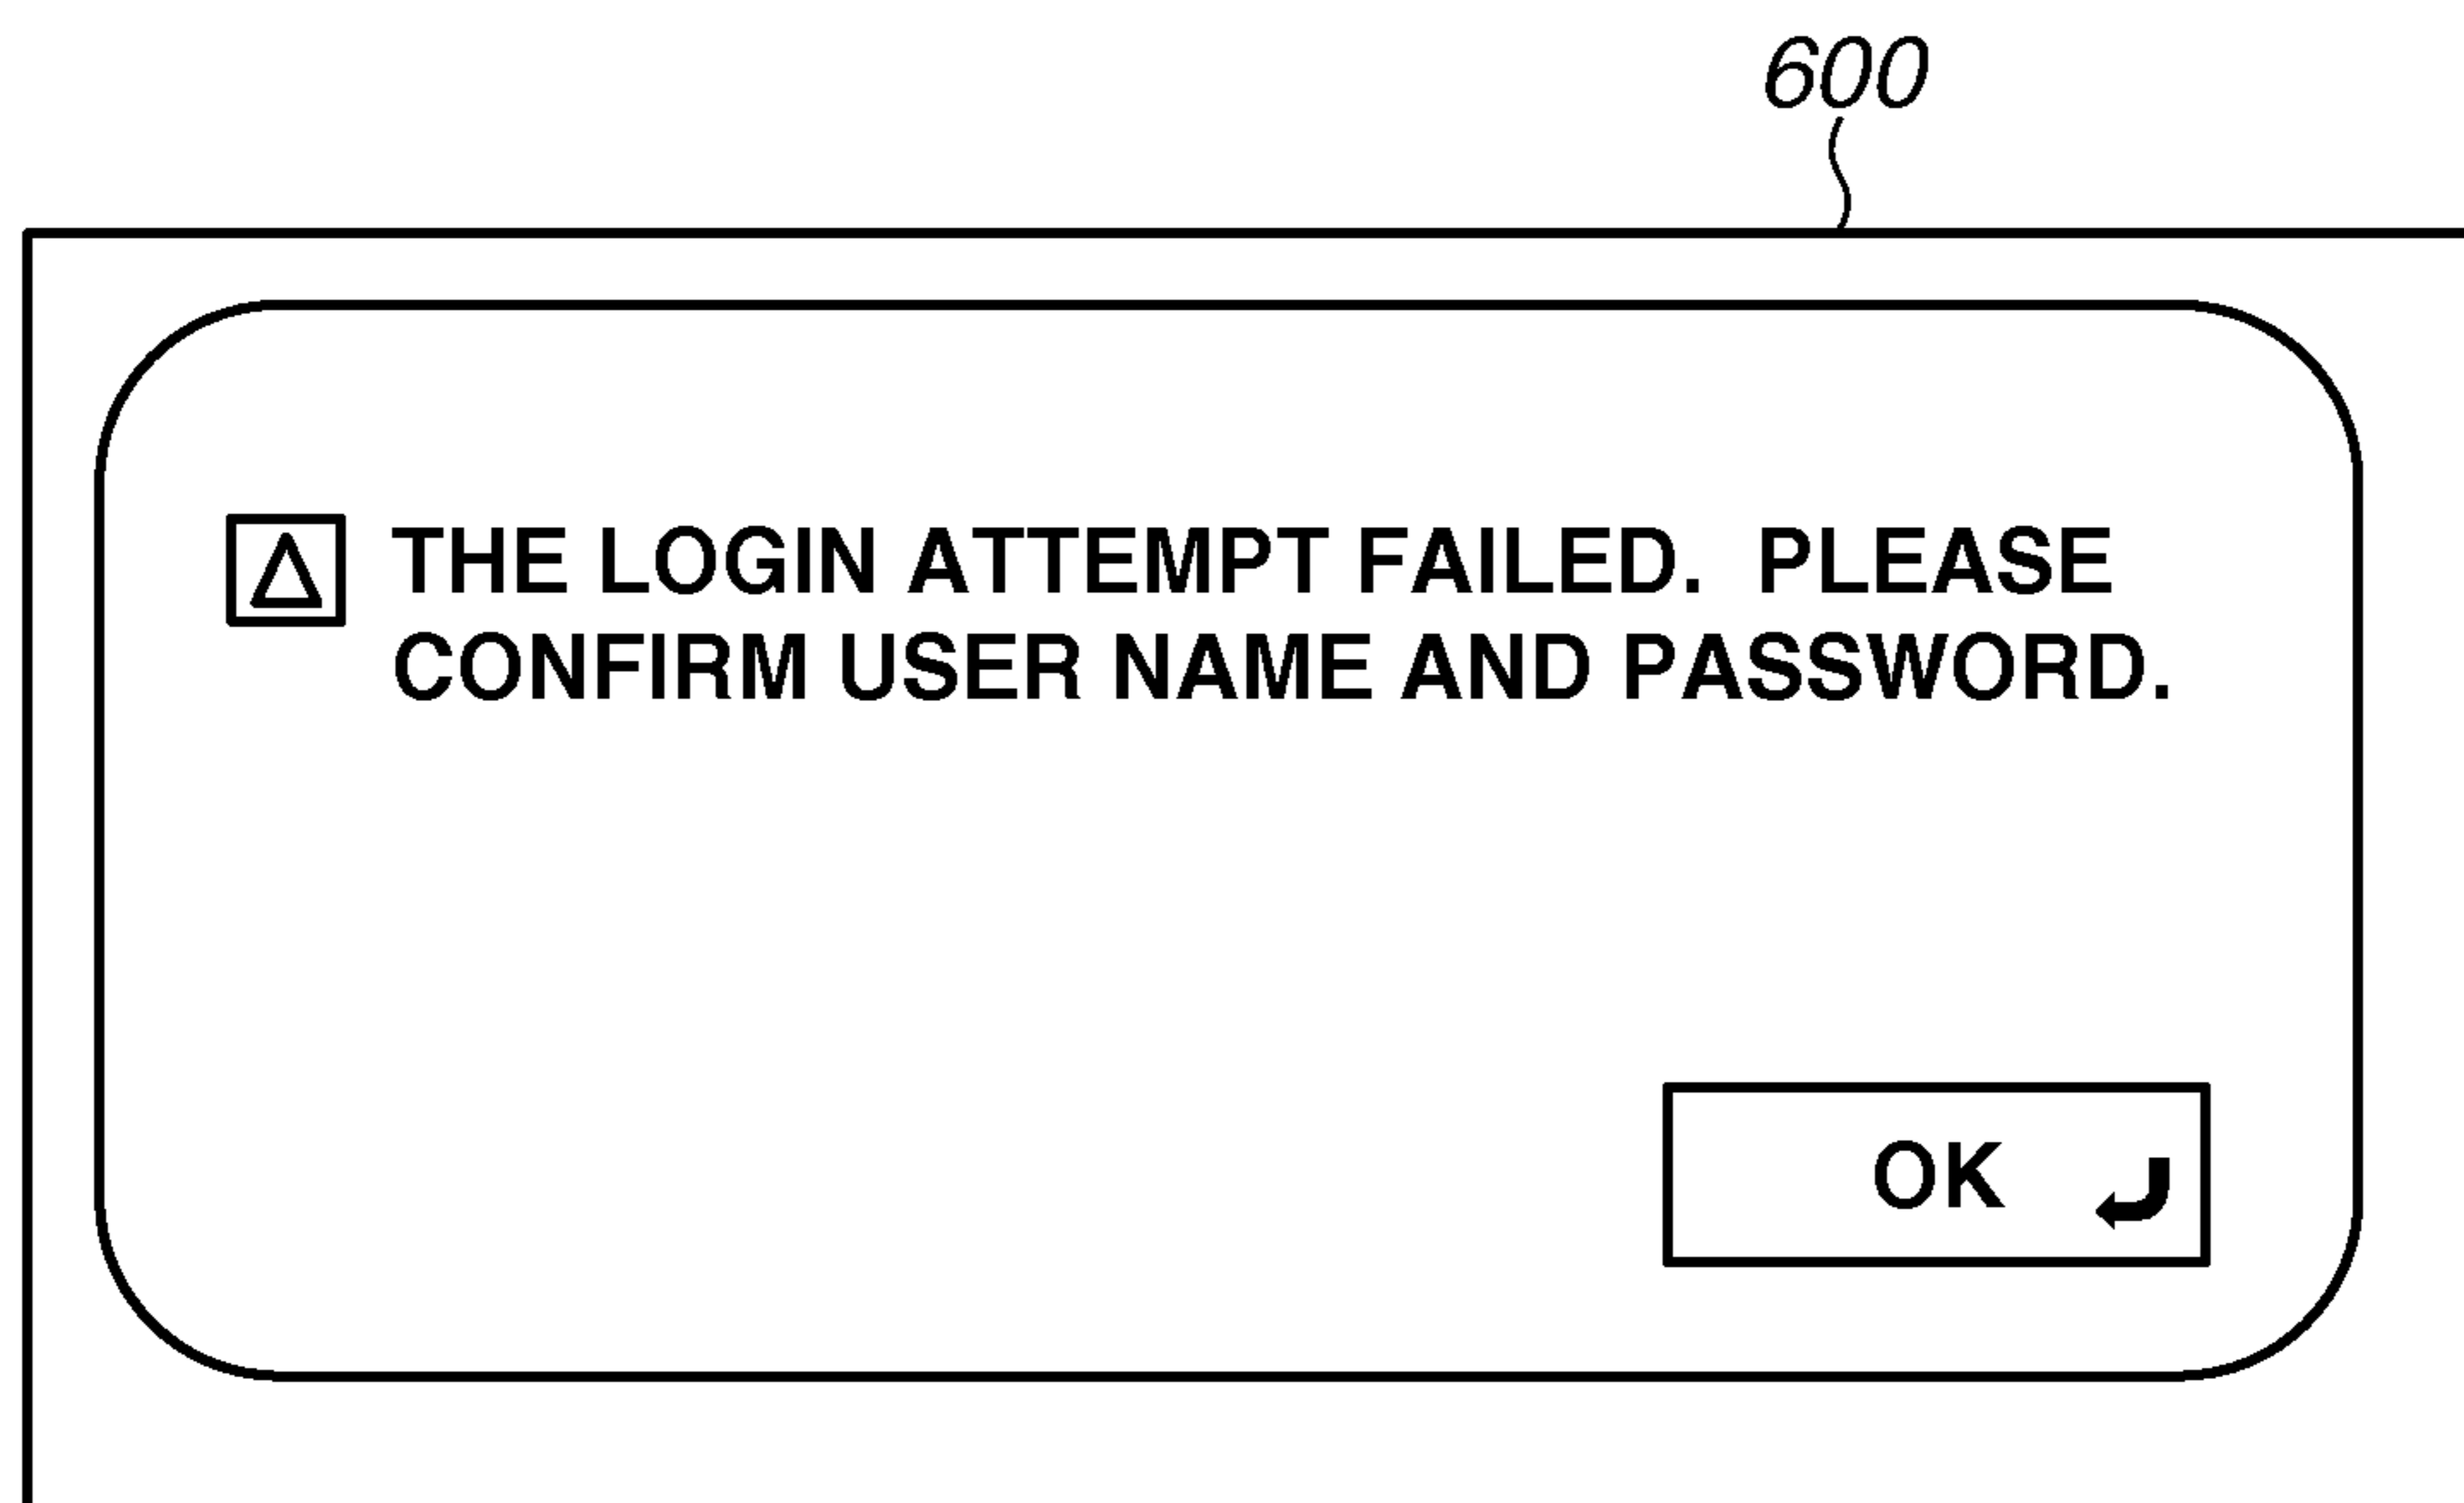 600
THE LOGIN ATTEMPT FAILED.  PLEASE
CONFIRM USER NAME AND PASSWORD.
OK